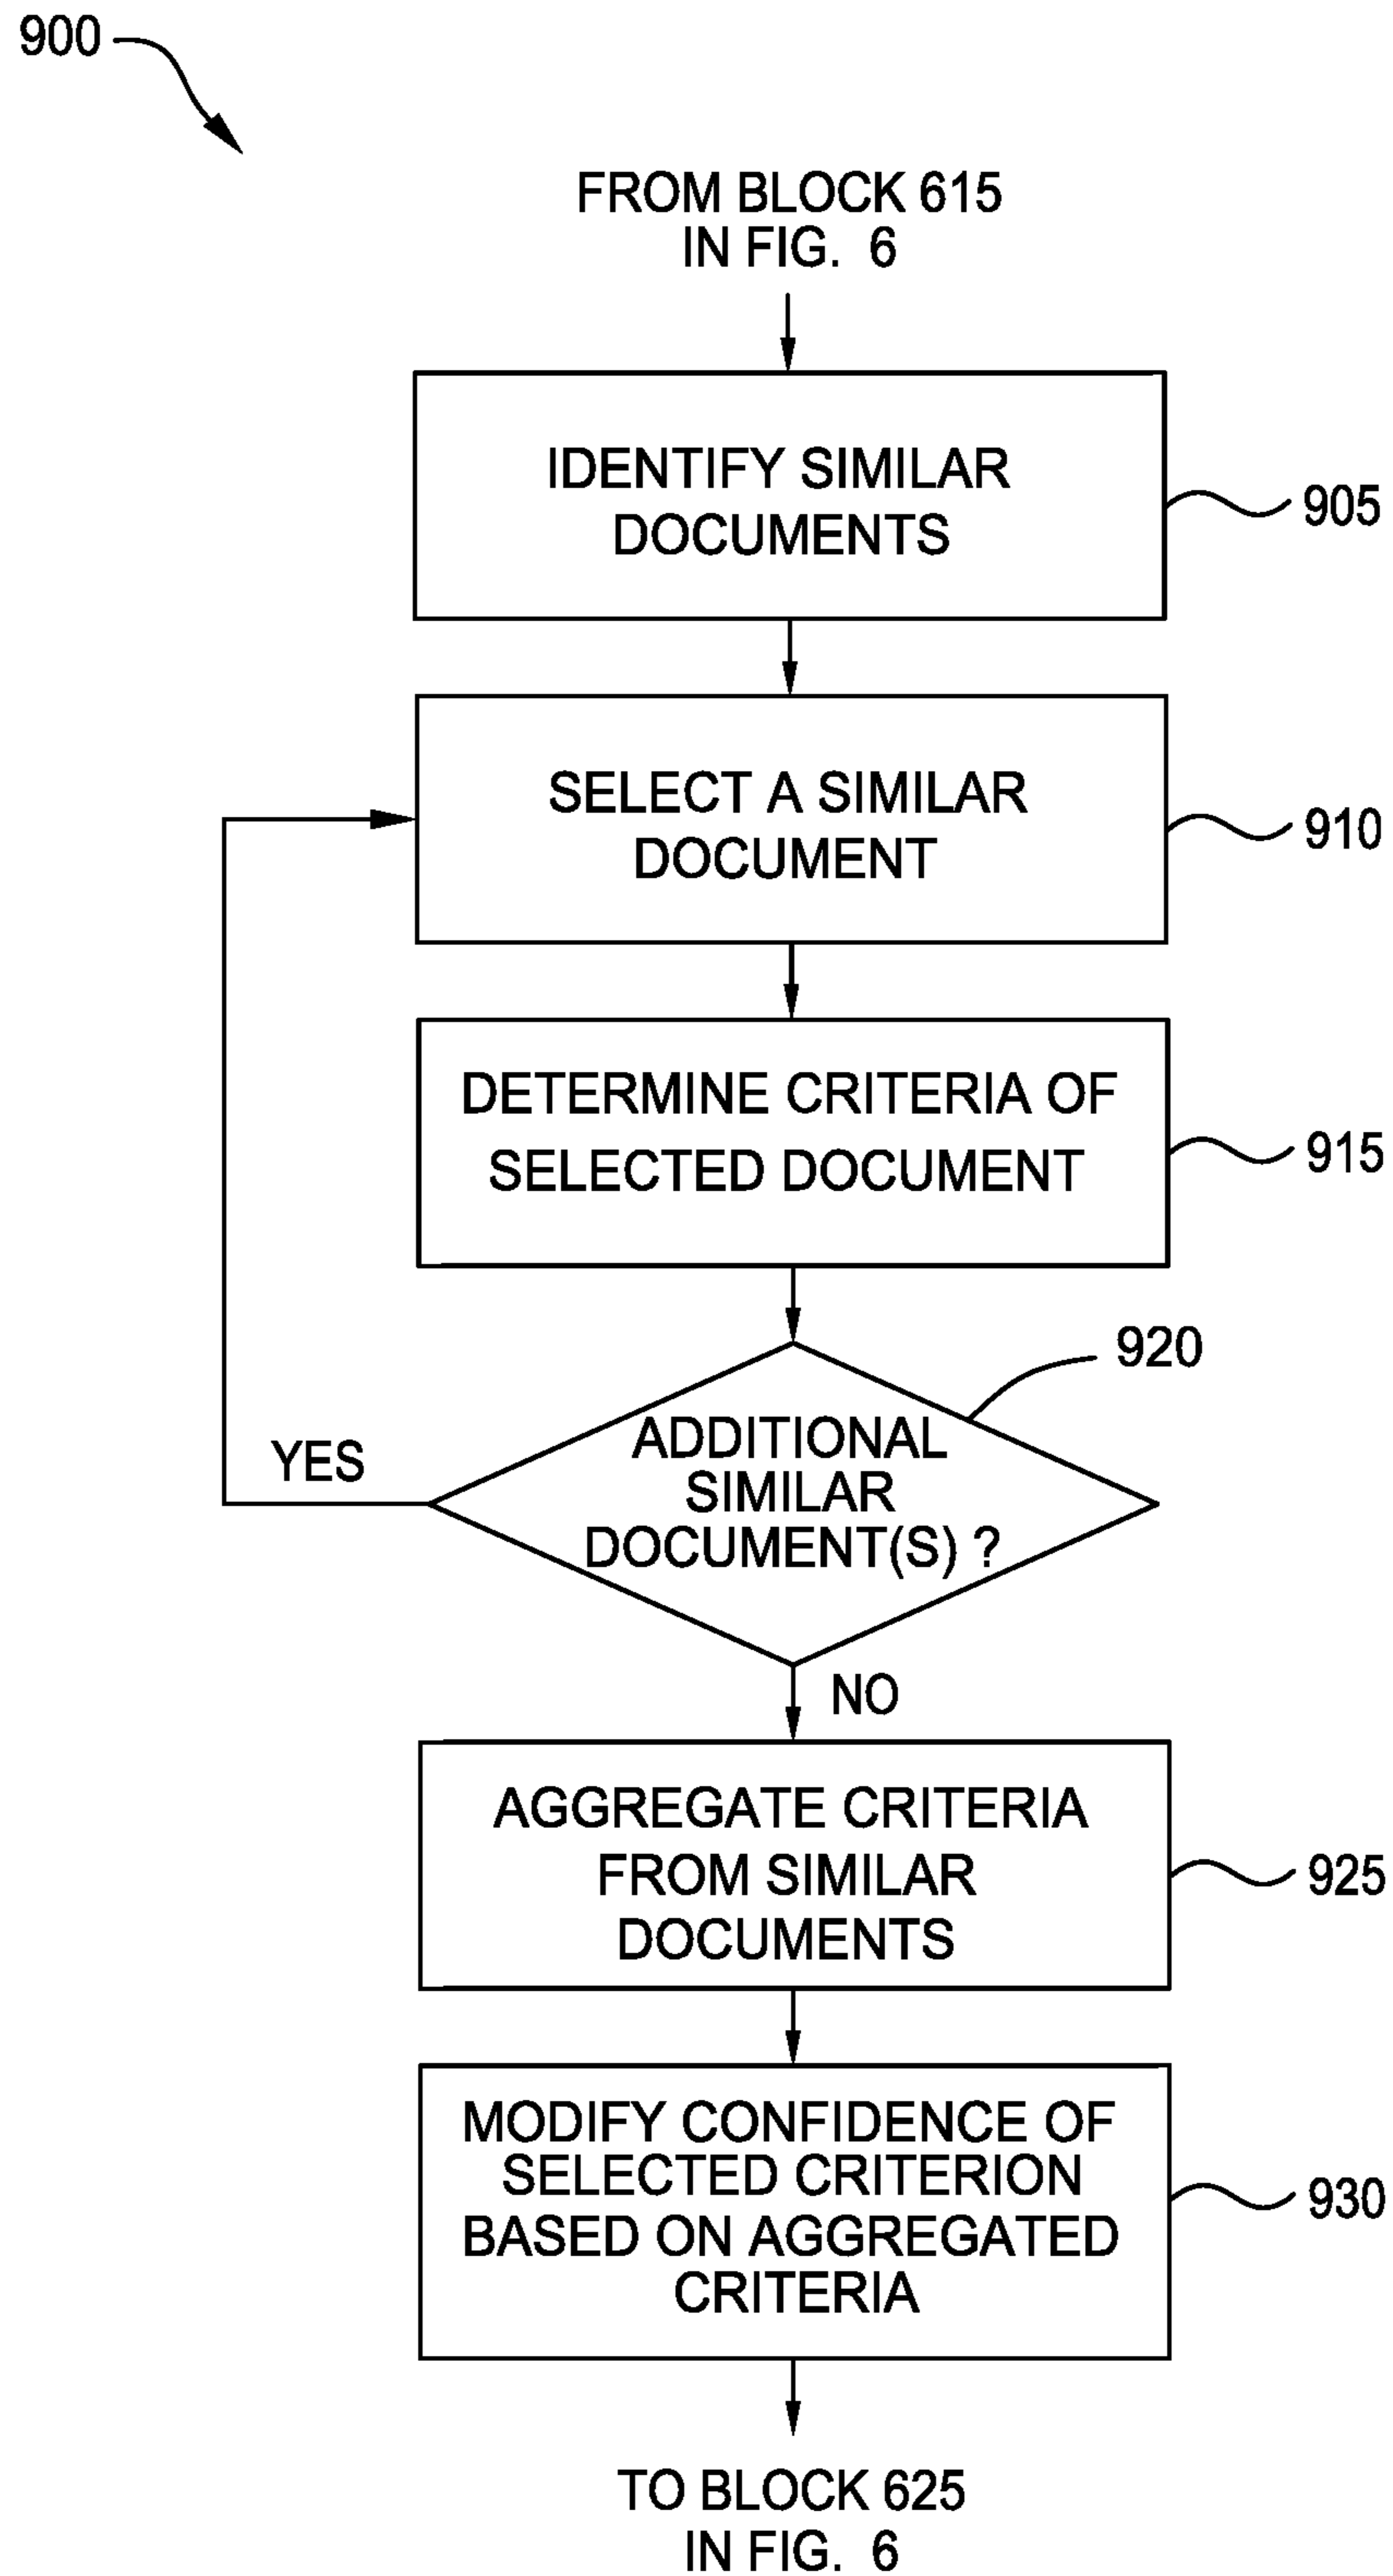 900
FROM BLOCK 615
IN FIG. 6
IDENTIFY SIMILAR
DOCUMENTS
905
SELECT A SIMILAR
DOCUMENT
910
DETERMINE CRITERIA OF
SELECTED DOCUMENT
915
920
ADDITIONAL
SIMILAR
DOCUMENT(S) ?
YES
NO
AGGREGATE CRITERIA
FROM SIMILAR
DOCUMENTS
925
MODIFY CONFIDENCE OF
SELECTED CRITERION
BASED ON AGGREGATED
CRITERIA
930
TO BLOCK 625
IN FIG. 6